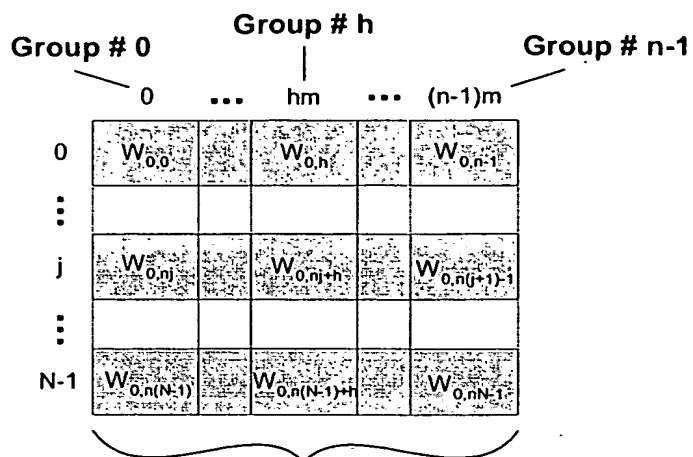 Group # h
Group # 0
Group # n-1
0 ... hm ... (n-1)m
0 W0,0 W0,h W0,n-1
⋮
j W0,nj W0,nj+h W0,n(j+1)-1
⋮
N-1 W0,n(N-1) W0,n(N-1)+h W0,nN-1